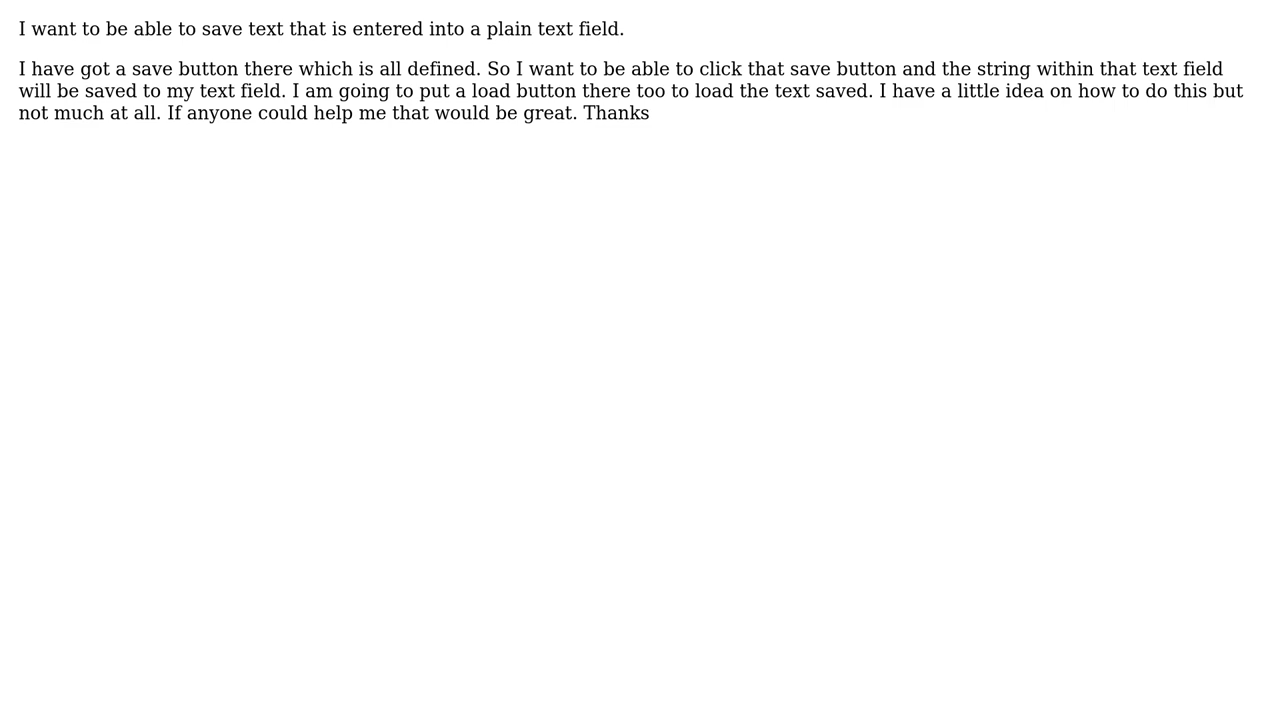 I want to be able to save text that is entered into a plain text field.
I have got a save button there which is all defined. So I want to be able to click that save button and the string within that text field
will be saved to my text field. I am going to put a load button there too to load the text saved. I have a little idea on how to do this but
not much at all. If anyone could help me that would be great. Thanks